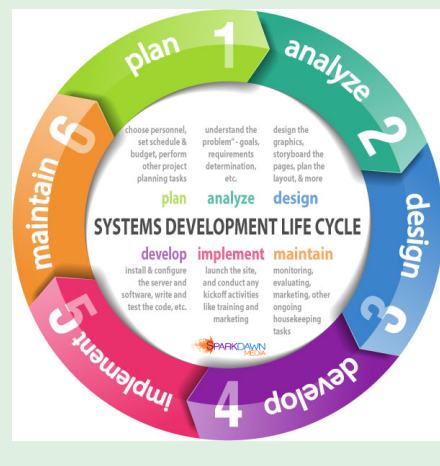 plan 1
analyze 2
design 3
develop 4
implement 5
maintain 6
choose personnel,
set schedule &
budget, perform
other project
planning tasks
plan
understand the
problem" - goals,
requirements
determination,
etc.
analyze
design the
graphics,
storyboard the
pages, plan the
layout, & more
design
SYSTEMS DEVELOPMENT LIFE CYCLE
develop
install & configure
the server and
software, write and
test the code, etc.
implement
launch the site,
and conduct any
kickoff activities
like training and
marketing
maintain
monitoring,
evaluating,
marketing, other
ongoing
housekeeping
tasks
SPARKDAWN
MEDIA